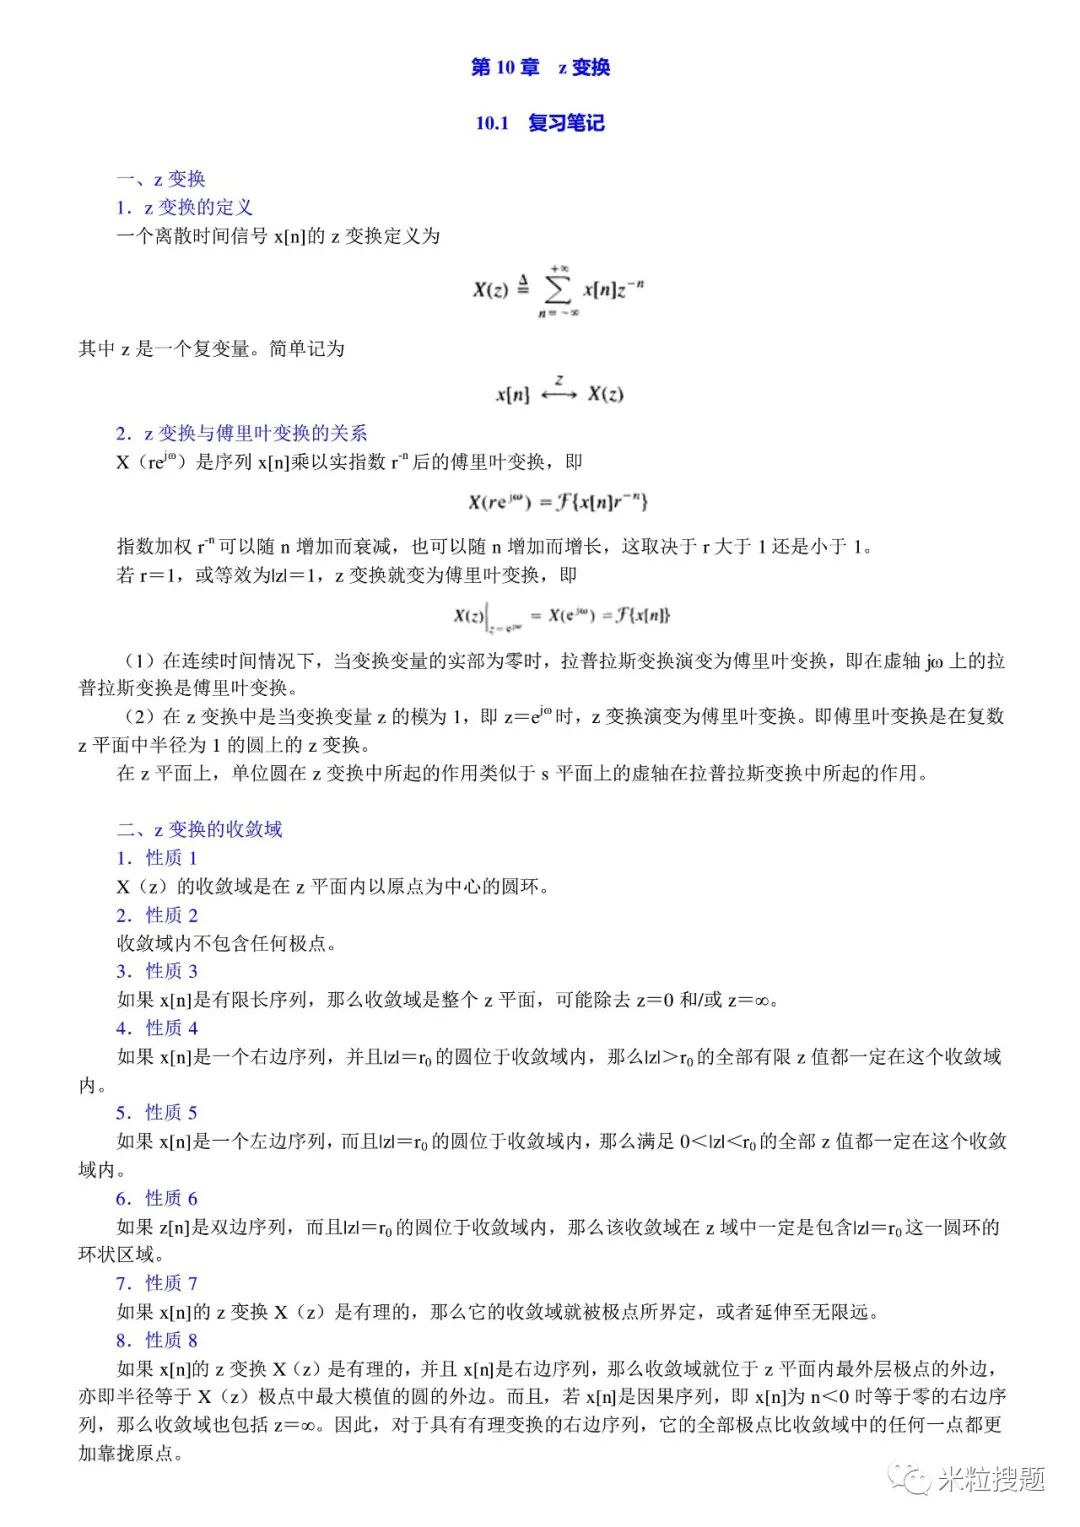 第 10 章　z 变换
10.1　复习笔记
一、z 变换
1．z 变换的定义
一个离散时间信号 x[n]的 z 变换定义为
X(z) ≜ ∑_{n=-∞}^{+∞} x[n]z^{-n}
其中 z 是一个复变量。简单记为
x[n] ⟷^{Z} X(z)
2．z 变换与傅里叶变换的关系
X（re^{jω}）是序列 x[n]乘以实指数 r^{-n} 后的傅里叶变换，即
X(re^{jω}) = ℱ{x[n]r^{-n}}
指数加权 r^{-n} 可以随 n 增加而衰减，也可以随 n 增加而增长，这取决于 r 大于 1 还是小于 1。
若 r＝1，或等效为|z|＝1，z 变换就变为傅里叶变换，即
X(z)|_{z=e^{jω}} = X(e^{jω}) = ℱ{x[n]}
（1）在连续时间情况下，当变换变量的实部为零时，拉普拉斯变换演变为傅里叶变换，即在虚轴 jω 上的拉
普拉斯变换是傅里叶变换。
（2）在 z 变换中是当变换变量 z 的模为 1，即 z＝e^{jω} 时，z 变换演变为傅里叶变换。即傅里叶变换是在复数
z 平面中半径为 1 的圆上的 z 变换。
在 z 平面上，单位圆在 z 变换中所起的作用类似于 s 平面上的虚轴在拉普拉斯变换中所起的作用。
二、z 变换的收敛域
1．性质 1
X（z）的收敛域是在 z 平面内以原点为中心的圆环。
2．性质 2
收敛域内不包含任何极点。
3．性质 3
如果 x[n]是有限长序列，那么收敛域是整个 z 平面，可能除去 z＝0 和/或 z＝∞。
4．性质 4
如果 x[n]是一个右边序列，并且|z|＝r₀ 的圆位于收敛域内，那么|z|＞r₀ 的全部有限 z 值都一定在这个收敛域
内。
5．性质 5
如果 x[n]是一个左边序列，而且|z|＝r₀ 的圆位于收敛域内，那么满足 0＜|z|＜r₀ 的全部 z 值都一定在这个收敛
域内。
6．性质 6
如果 z[n]是双边序列，而且|z|＝r₀ 的圆位于收敛域内，那么该收敛域在 z 域中一定是包含|z|＝r₀ 这一圆环的
环状区域。
7．性质 7
如果 x[n]的 z 变换 X（z）是有理的，那么它的收敛域就被极点所界定，或者延伸至无限远。
8．性质 8
如果 x[n]的 z 变换 X（z）是有理的，并且 x[n]是右边序列，那么收敛域就位于 z 平面内最外层极点的外边，
亦即半径等于 X（z）极点中最大模值的圆的外边。而且，若 x[n]是因果序列，即 x[n]为 n＜0 时等于零的右边序
列，那么收敛域也包括 z＝∞。因此，对于具有有理变换的右边序列，它的全部极点比收敛域中的任何一点都更
加靠拢原点。
米粒搜题